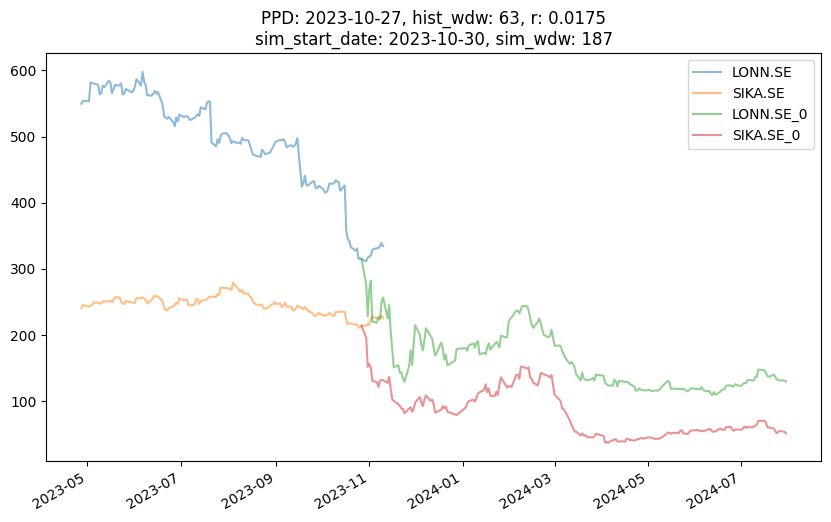 PPD: 2023-10-27, hist_wdw: 63, r: 0.0175
sim_start_date: 2023-10-30, sim_wdw: 187
LONN.SE
SIKA.SE
LONN.SE_0
SIKA.SE_0
600
500
400
300
200
100
2023-05
2023-07
2023-09
2023-11
2024-01
2024-03
2024-05
2024-07